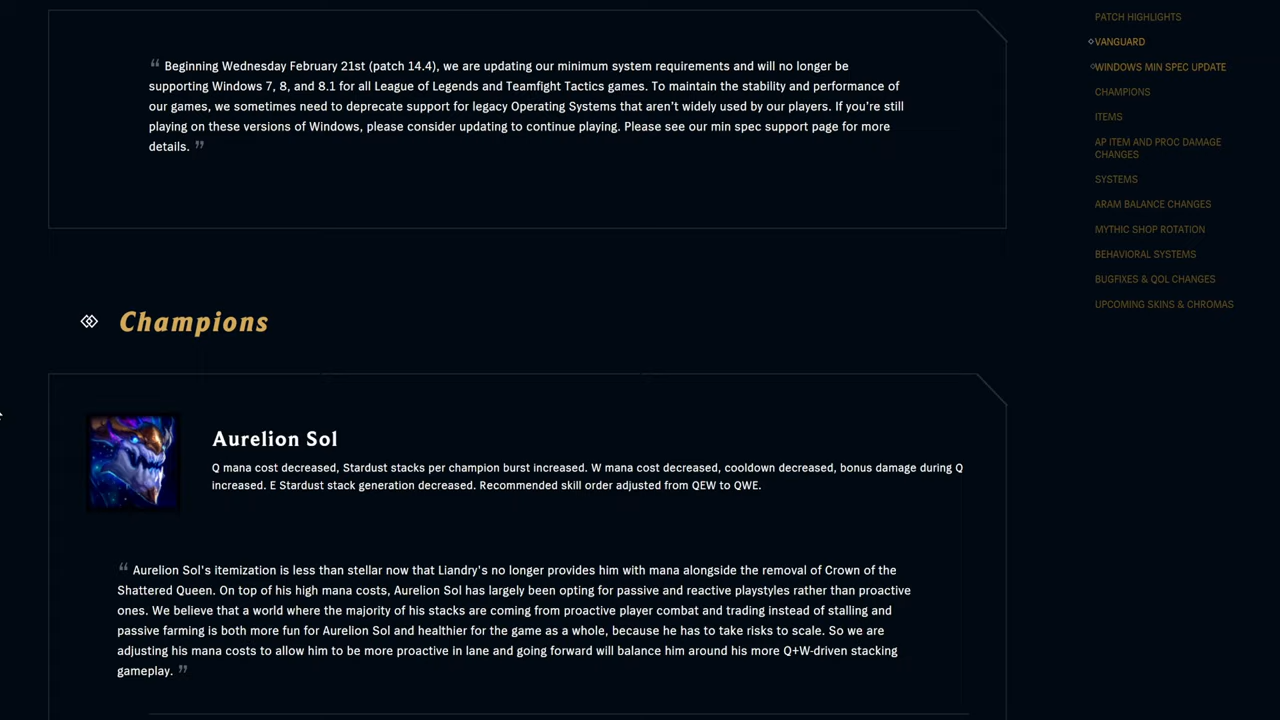 “ Beginning Wednesday February 21st (patch 14.4), we are updating our minimum system requirements and will no longer be
supporting Windows 7, 8, and 8.1 for all League of Legends and Teamfight Tactics games. To maintain the stability and performance of
our games, we sometimes need to deprecate support for legacy Operating Systems that aren’t widely used by our players. If you’re still
playing on these versions of Windows, please consider updating to continue playing. Please see our min spec support page for more
details. ”
Champions
Aurelion Sol
Q mana cost decreased, Stardust stacks per champion burst increased. W mana cost decreased, cooldown decreased, bonus damage during Q
increased. E Stardust stack generation decreased. Recommended skill order adjusted from QEW to QWE.
“ Aurelion Sol's itemization is less than stellar now that Liandry's no longer provides him with mana alongside the removal of Crown of the
Shattered Queen. On top of his high mana costs, Aurelion Sol has largely been opting for passive and reactive playstyles rather than proactive
ones. We believe that a world where the majority of his stacks are coming from proactive player combat and trading instead of stalling and
passive farming is both more fun for Aurelion Sol and healthier for the game as a whole, because he has to take risks to scale. So we are
adjusting his mana costs to allow him to be more proactive in lane and going forward will balance him around his more Q+W-driven stacking
gameplay. ”
PATCH HIGHLIGHTS
VANGUARD
WINDOWS MIN SPEC UPDATE
CHAMPIONS
ITEMS
AP ITEM AND PROC DAMAGE
CHANGES
SYSTEMS
ARAM BALANCE CHANGES
MYTHIC SHOP ROTATION
BEHAVIORAL SYSTEMS
BUGFIXES & QOL CHANGES
UPCOMING SKINS & CHROMAS